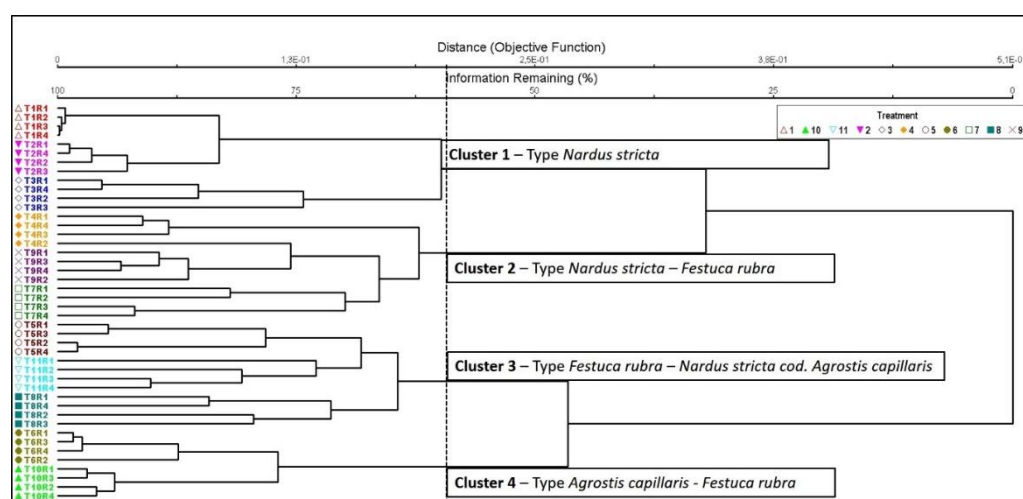 Distance (Objective Function)
0 1,3E-01 2,5E-01 3,8E-01 5,1E-01
Information Remaining (%)
100 75 50 25 0
Treatment
1 10 11 2 3 4 5 6 7 8 9
T1R1
T1R2
T1R3
T1R4
T2R1
T2R4
T2R2
T2R3
T3R1
T3R4
T3R2
T3R3
T4R1
T4R4
T4R3
T4R2
T9R1
T9R3
T9R4
T9R2
T7R1
T7R2
T7R3
T7R4
T5R1
T5R3
T5R2
T5R4
T11R1
T11R2
T11R3
T11R4
T8R1
T8R4
T8R2
T8R3
T6R1
T6R3
T6R4
T6R2
T10R1
T10R3
T10R2
T10R4
Cluster 1 – Type Nardus stricta
Cluster 2 – Type Nardus stricta – Festuca rubra
Cluster 3 – Type Festuca rubra – Nardus stricta cod. Agrostis capillaris
Cluster 4 – Type Agrostis capillaris - Festuca rubra